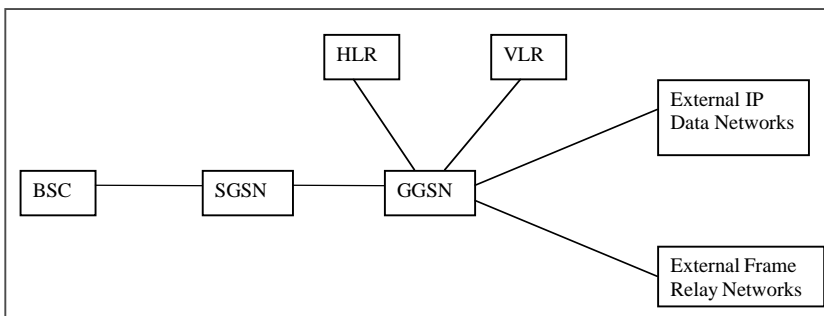 HLR
VLR
External IP
Data Networks
BSC
SGSN
GGSN
External Frame
Relay Networks